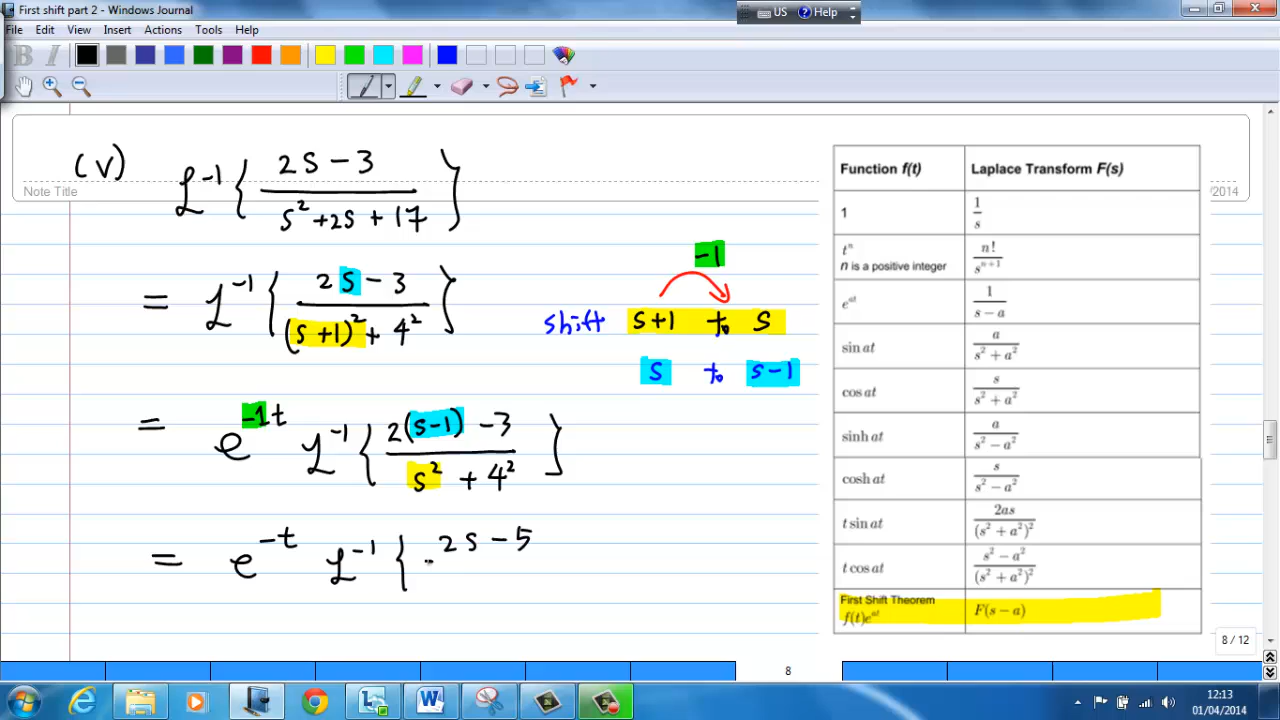 First shift part 2 - Windows Journal
US Help
File Edit View Insert Actions Tools Help
B I
Note Title
/2014
(v) ℒ⁻¹ { (2s − 3) / (s² + 2s + 17) }
= ℒ⁻¹ { (2s − 3) / ((s + 1)² + 4²) }
-1
shift s+1 to s
s to s−1
= e^(-1t) ℒ⁻¹ { (2(s−1) − 3) / (s² + 4²) }
= e^(-t) ℒ⁻¹ { 2s − 5
Function f(t) Laplace Transform F(s)
1 1/s
tⁿ n is a positive integer n!/sⁿ⁺¹
e^(at) 1/(s − a)
sin at a/(s² + a²)
cos at s/(s² + a²)
sinh at a/(s² − a²)
cosh at s/(s² − a²)
t sin at 2as/(s² + a²)²
t cos at (s² − a²)/(s² + a²)²
First Shift Theorem
f(t)e^(at) F(s − a)
8 / 12
8
12:13
01/04/2014